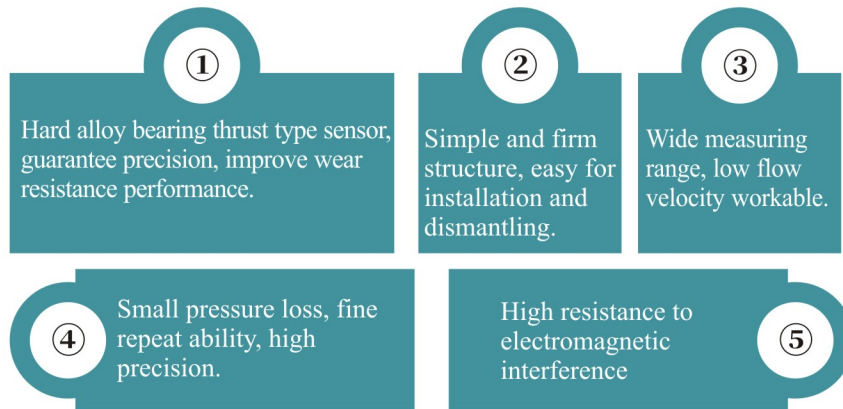 ①
Hard alloy bearing thrust type sensor,
guarantee precision, improve wear
resistance performance.
②
Simple and firm
structure, easy for
installation and
dismantling.
③
Wide measuring
range, low flow
velocity workable.
④
Small pressure loss, fine
repeat ability, high
precision.
⑤
High resistance to
electromagnetic
interference